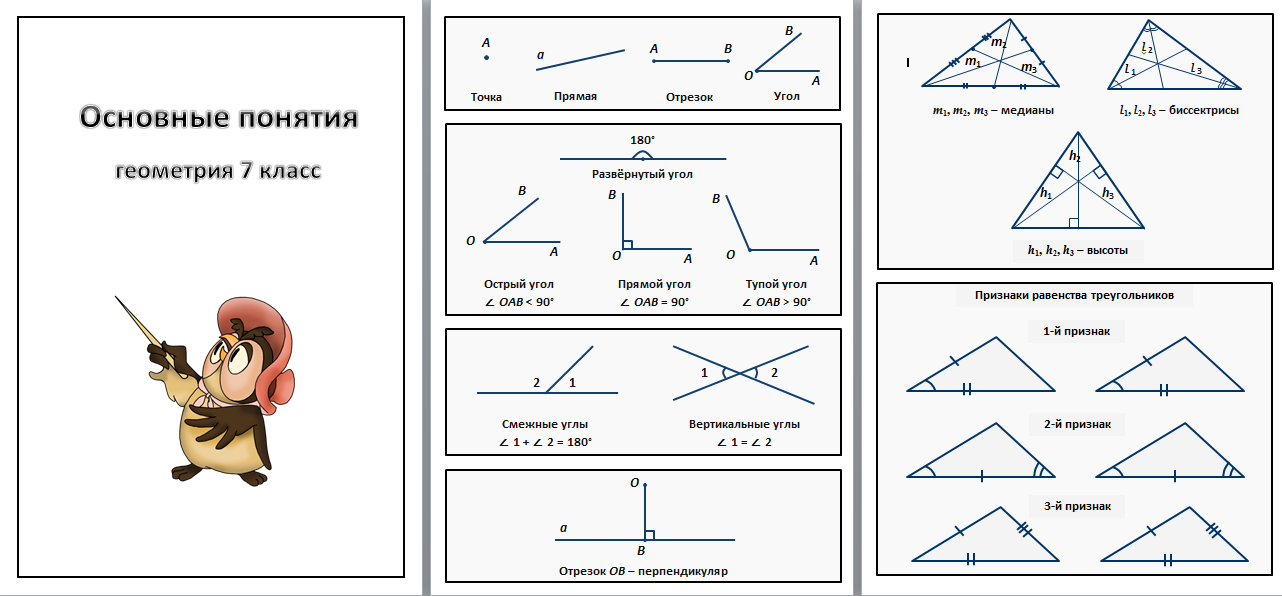 Основные понятия
геометрия 7 класс
A
a
A B
B
O A
Точка Прямая Отрезок Угол
180°
Развёрнутый угол
B
O A
B
O A
B
O A
Острый угол Прямой угол Тупой угол
∠ OAB < 90° ∠ OAB = 90° ∠ OAB > 90°
2 1
1 2
Смежные углы Вертикальные углы
∠ 1 + ∠ 2 = 180° ∠ 1 = ∠ 2
O
a
B
Отрезок OB – перпендикуляр
I
m2
m1 m3
l2
l1 l3
m1, m2, m3 – медианы l1, l2, l3 – биссектрисы
h2
h1 h3
h1, h2, h3 – высоты
Признаки равенства треугольников
1-й признак
2-й признак
3-й признак